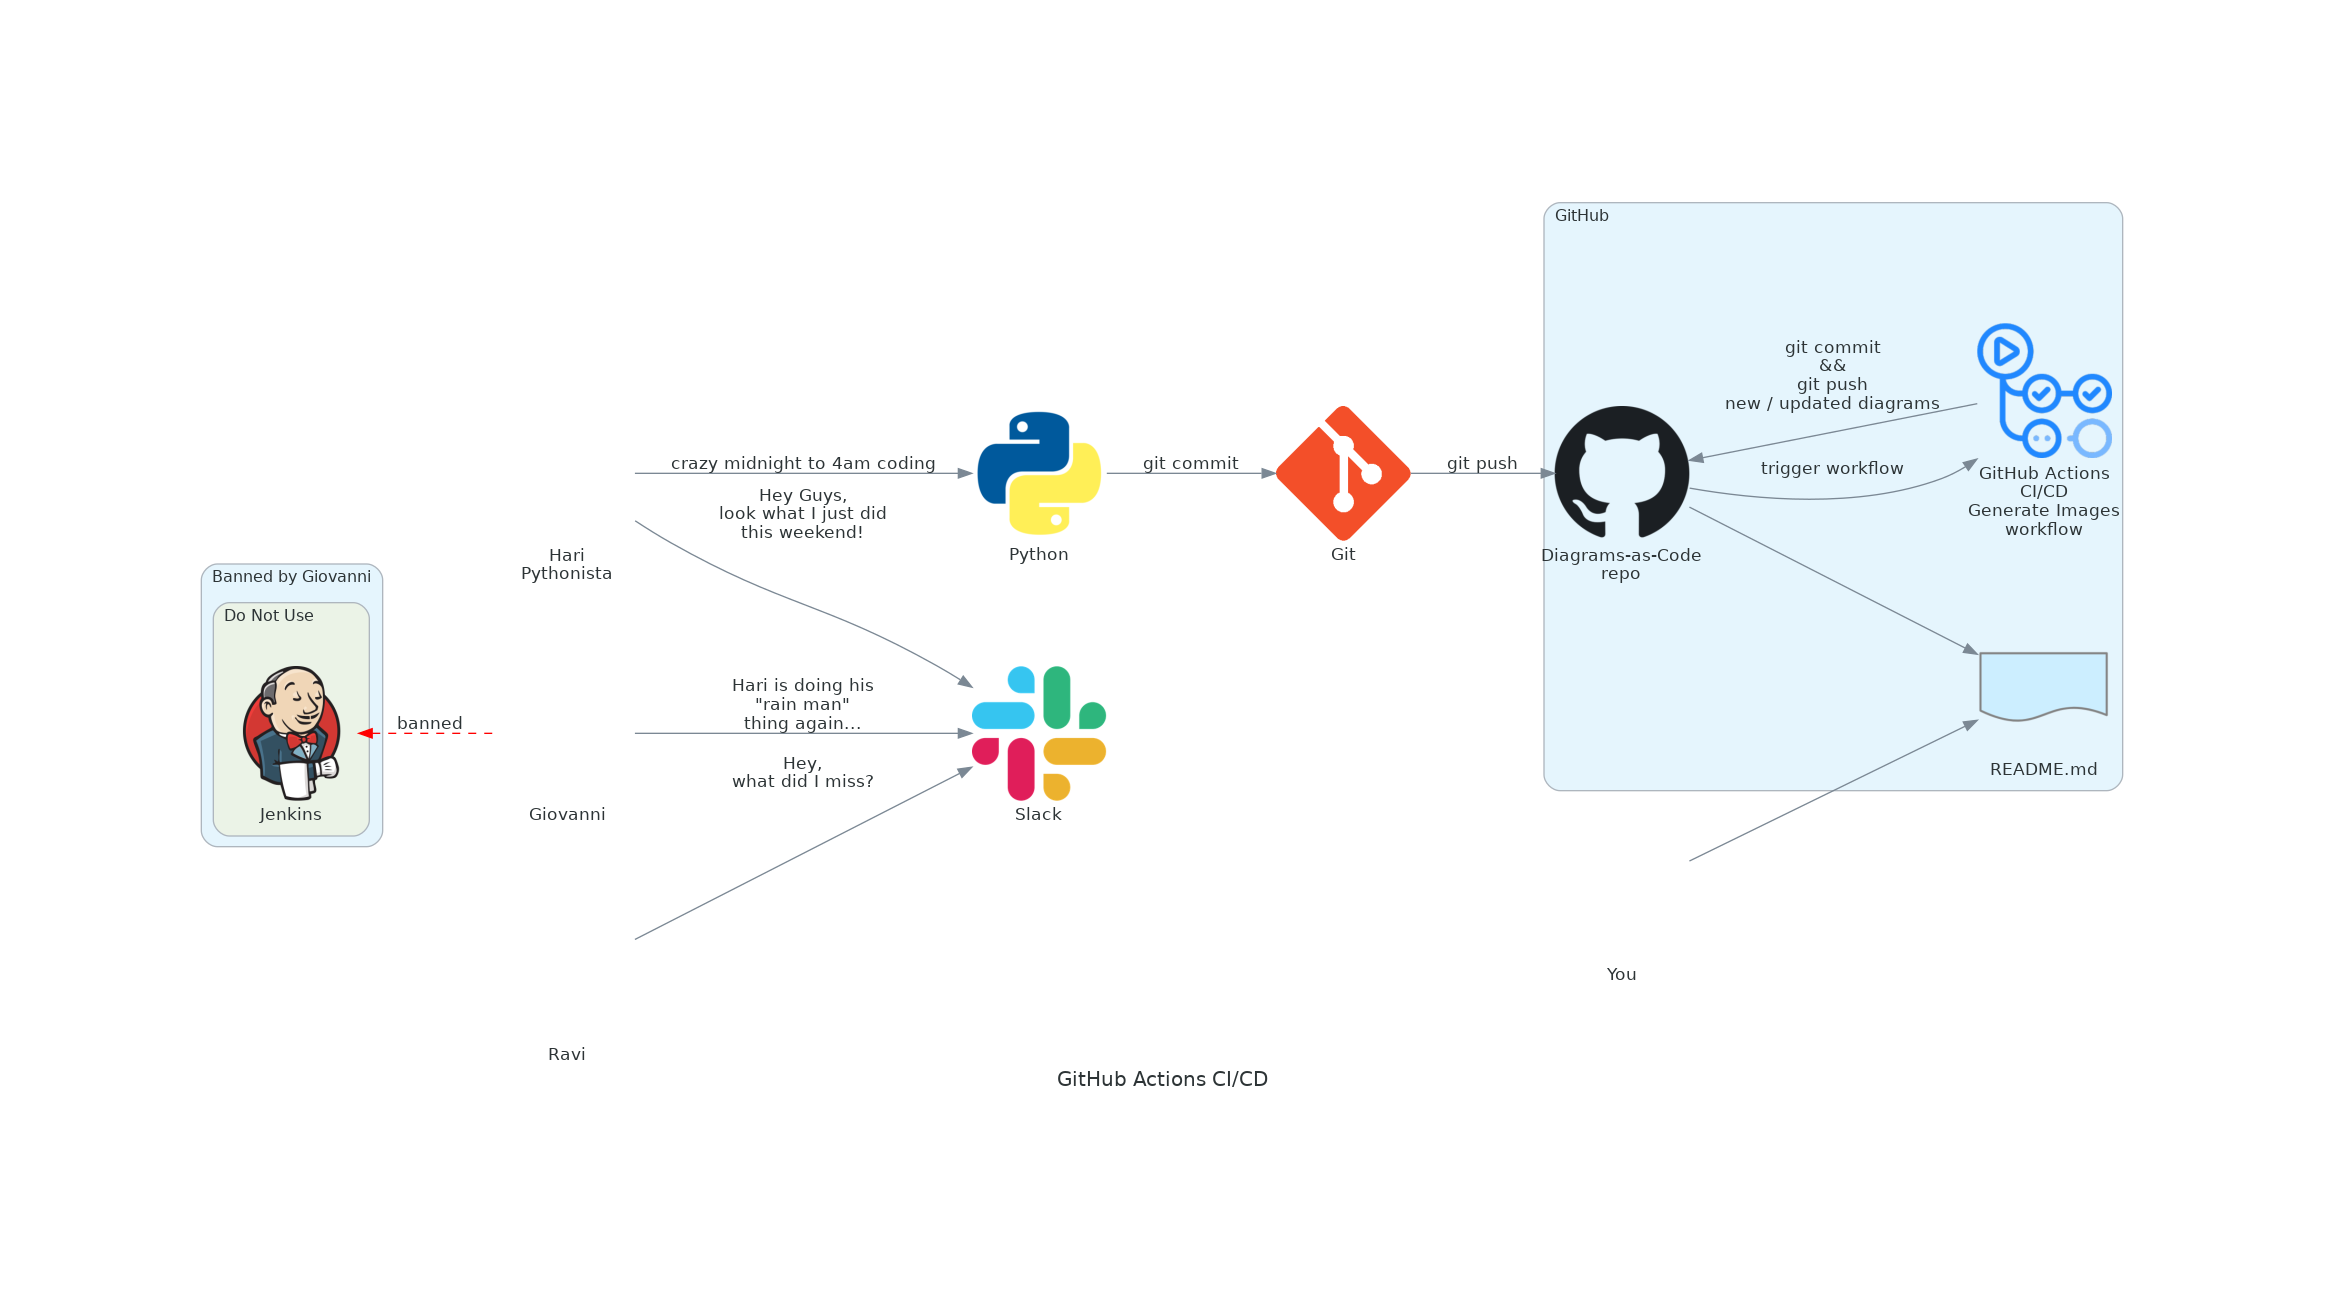 GitHub
git commit
&&
git push
new / updated diagrams
crazy midnight to 4am coding
git commit
git push
trigger workflow
GitHub Actions
CI/CD
Generate Images
workflow
Hey Guys,
look what I just did
this weekend!
Hari
Pythonista
Python
Git
Diagrams-as-Code
repo
Banned by Giovanni
Do Not Use
banned
Jenkins
Hari is doing his
"rain man"
thing again...
Hey,
what did I miss?
Giovanni
Slack
README.md
You
Ravi
GitHub Actions CI/CD